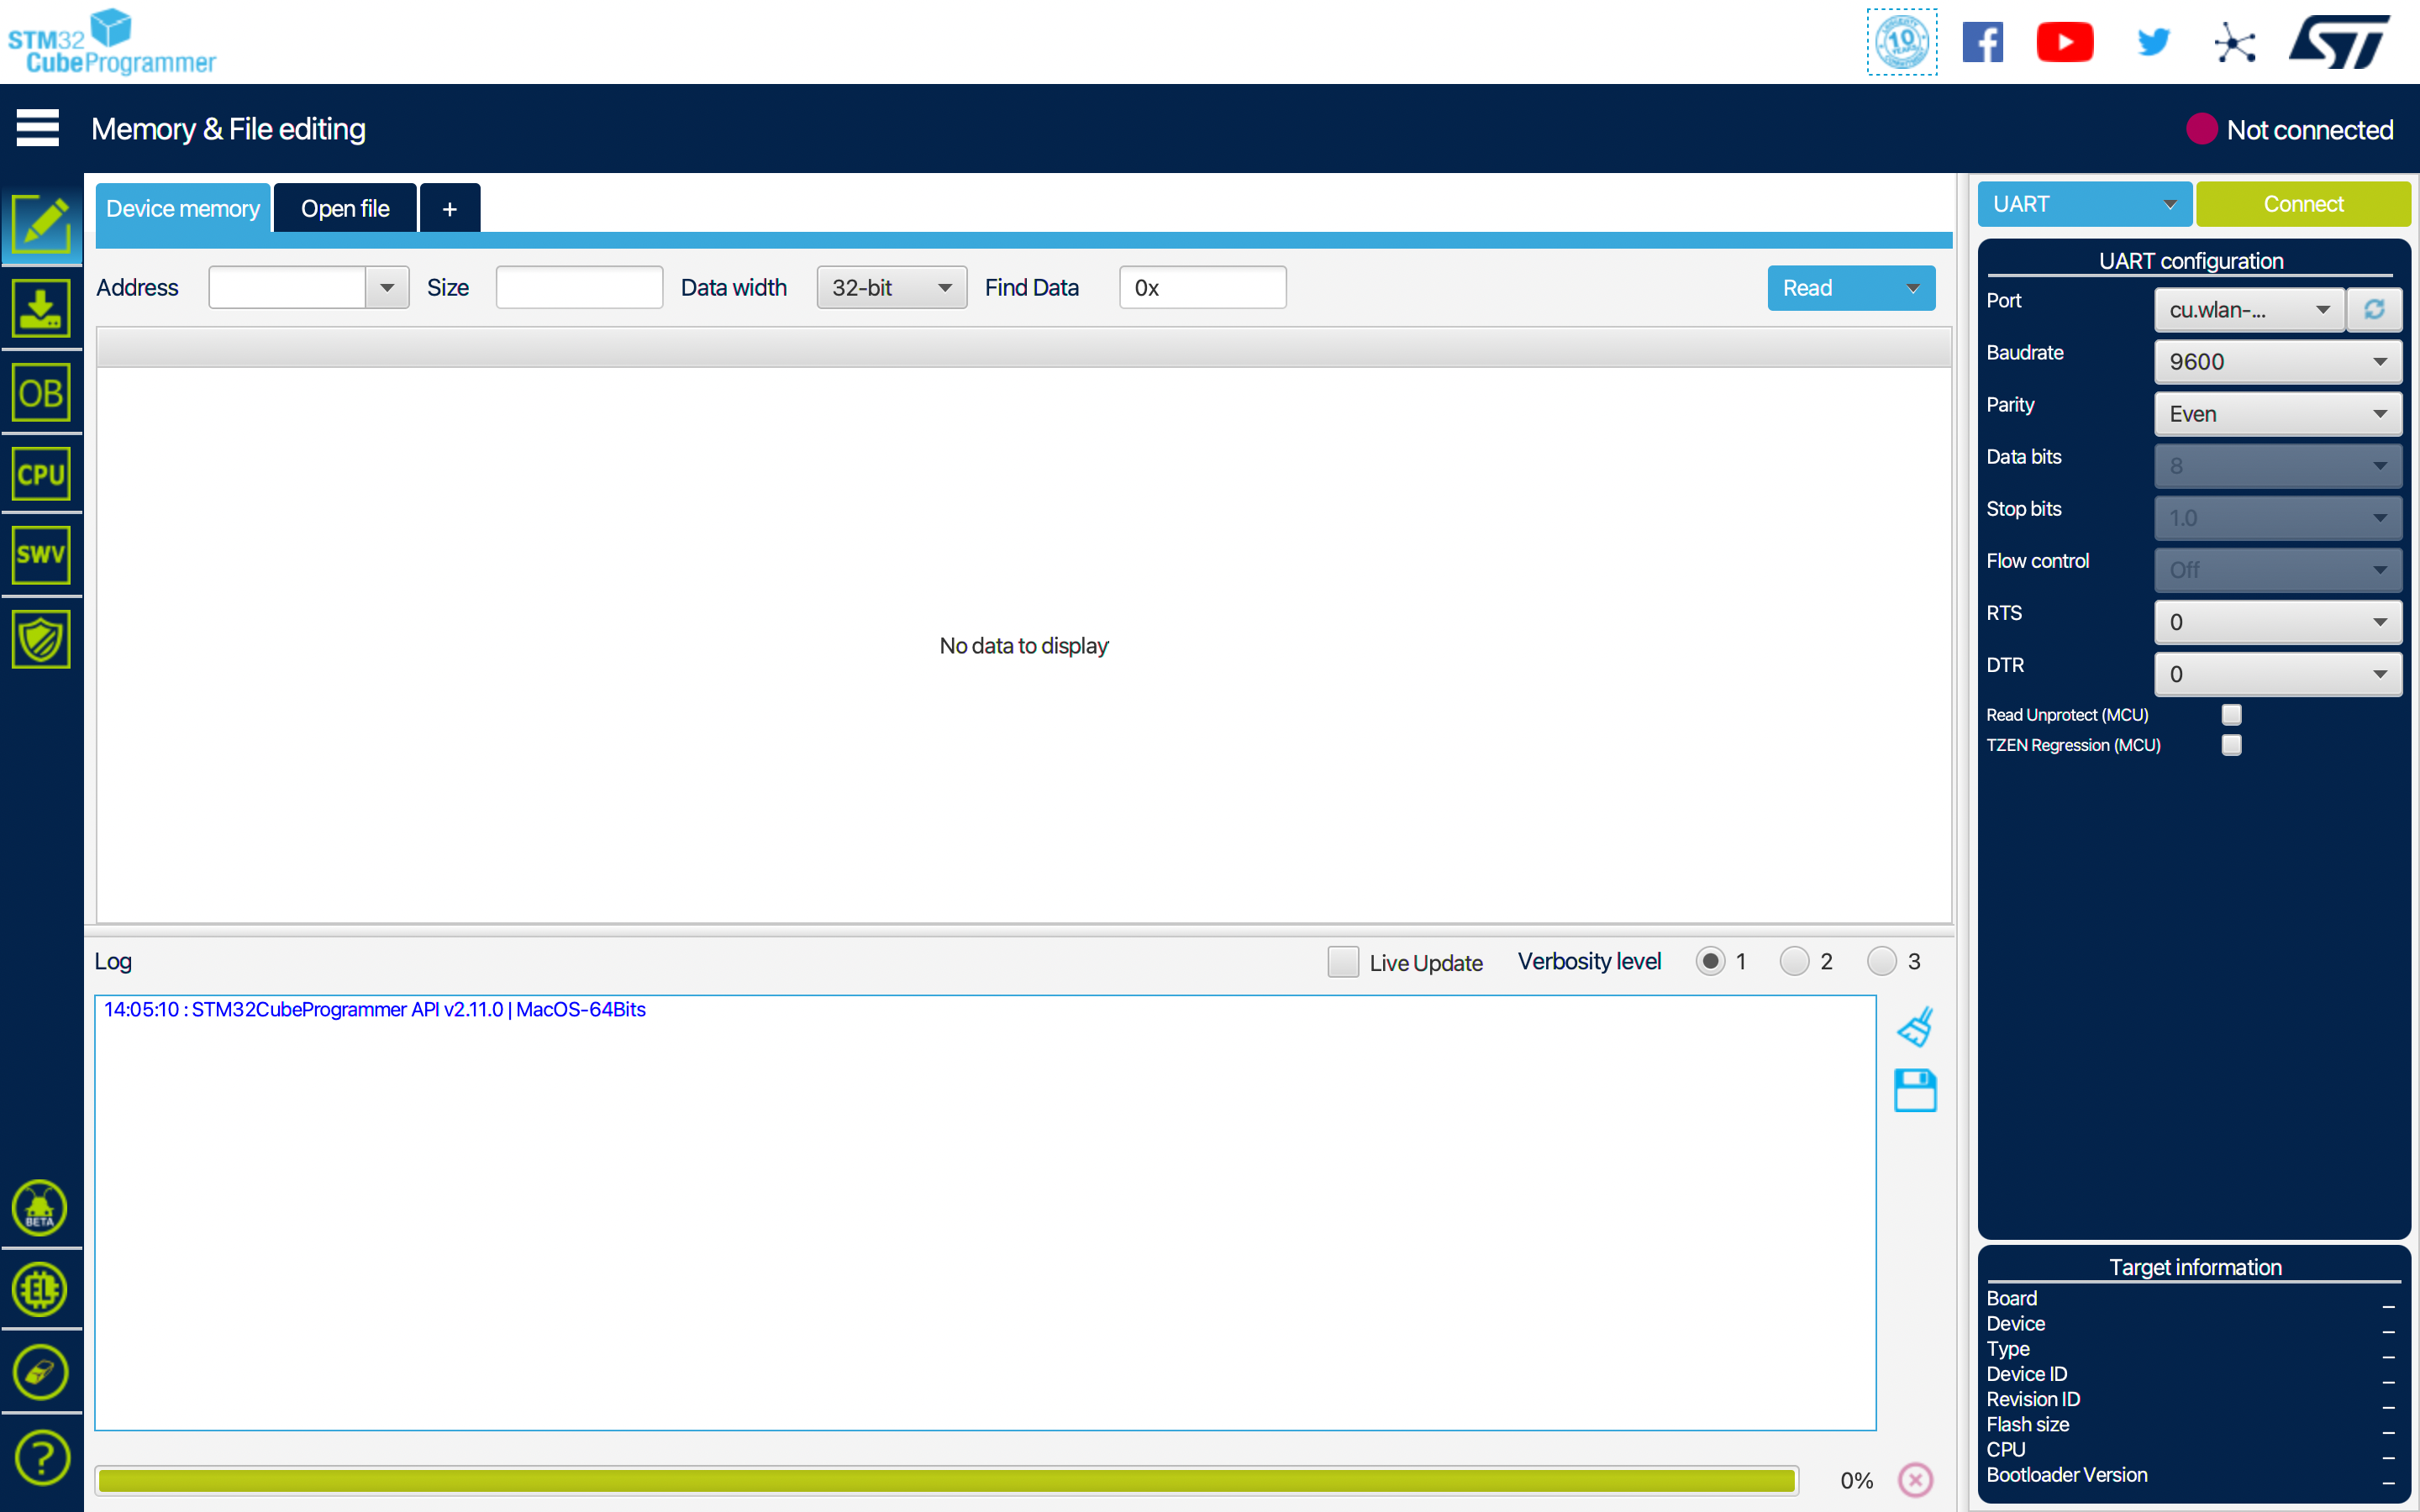 STM32
CubeProgrammer
10
YEARS
Memory & File editing
Not connected
Device memory
Open file
+
UART
Connect
Address
Size
Data width
32-bit
Find Data
0x
Read
UART configuration
Port
cu.wlan-...
Baudrate
9600
Parity
Even
Data bits
8
Stop bits
1.0
Flow control
Off
RTS
0
DTR
0
Read Unprotect (MCU)
TZEN Regression (MCU)
OB
CPU
SWV
No data to display
Log
Live Update
Verbosity level
1
2
3
14:05:10 : STM32CubeProgrammer API v2.11.0 | MacOS-64Bits
BETA
EL
?
0%
Target information
Board _
Device _
Type _
Device ID _
Revision ID _
Flash size _
CPU _
Bootloader Version _